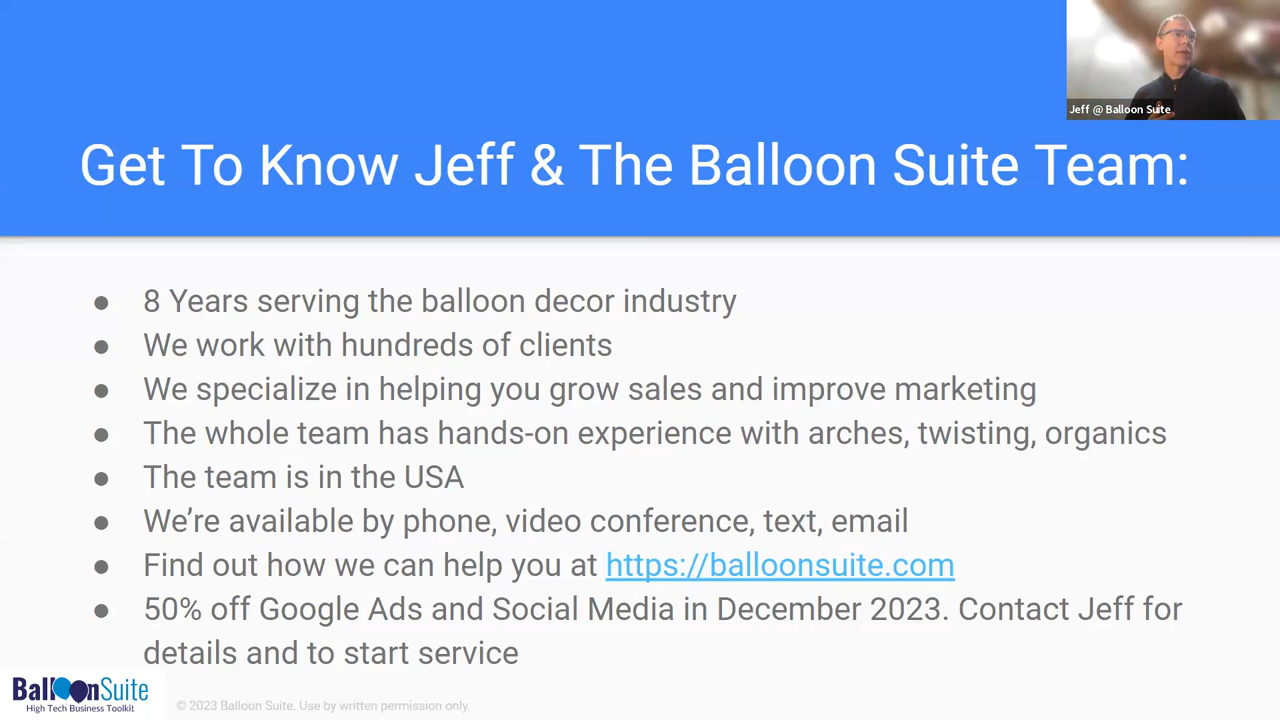 Jeff @ Balloon Suite
Get To Know Jeff & The Balloon Suite Team:
● 8 Years serving the balloon decor industry
● We work with hundreds of clients
● We specialize in helping you grow sales and improve marketing
● The whole team has hands-on experience with arches, twisting, organics
● The team is in the USA
● We’re available by phone, video conference, text, email
● Find out how we can help you at https://balloonsuite.com
● 50% off Google Ads and Social Media in December 2023. Contact Jeff for
details and to start service
BalloonSuite
High Tech Business Toolkit
© 2023 Balloon Suite. Use by written permission only.